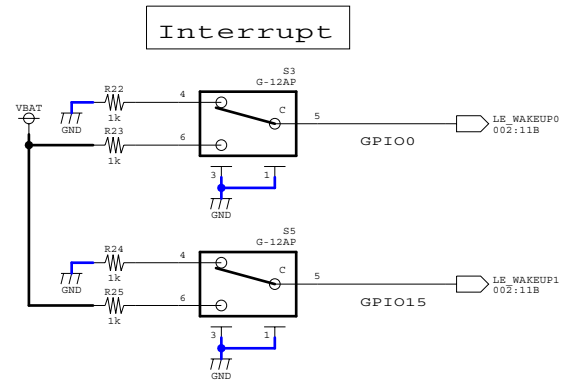 Interrupt
S3
G-12AP
R22
4
VBAT
1k
GND
C
5
LE_WAKEUP0
002:11B
R23
6
1k
GPIO0
3
1
GND
S5
G-12AP
R24
4
1k
GND
C
5
LE_WAKEUP1
002:11B
R25
6
1k
GPIO15
3
1
GND